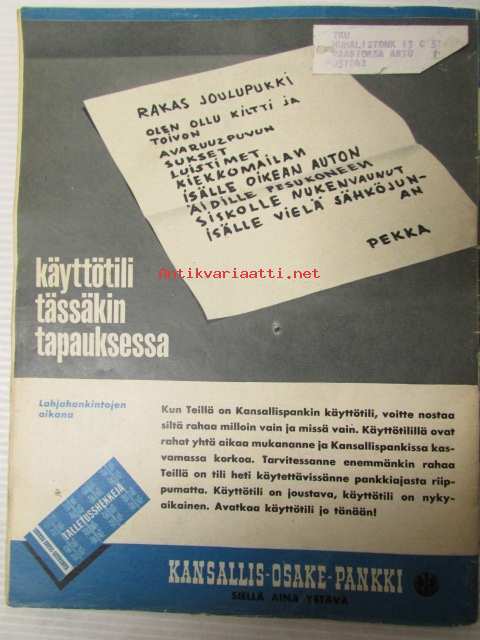 TKU
RAKAS JOULUPUKKI
OLEN OLLU KILTTI JA
TOIVON
AVARUUZPUVUN
SUKSET
LUISTIMET
KIEKKOMAILAN
ISÄLLE OIKEAN AUTON
ÄIDILLE PESUKONEEN
SISKOLLE NUKENVAUNUT
ISÄLLE VIELÄ SÄHKÖJUN-
AN
PEKKA
Antikvariaatti.net
käyttötili
tässäkin
tapauksessa
Lahjahankintojen
aikana
Kun Teillä on Kansallispankin käyttötili, voitte nostaa
siltä rahaa milloin vain ja missä vain. Käyttötilillä ovat
rahat yhtä aikaa mukananne ja Kansallispankissa kas-
vamassa korkoa. Tarvitessanne enemmänkin rahaa
Teillä on tili heti käytettävissänne pankkiajasta riip-
pumatta. Käyttötili on joustava, käyttötili on nyky-
aikainen. Avatkaa käyttötili jo tänään!
TALLETUSSHEKKEJÄ
KANSALLIS-OSAKE-PANKKI
SIELLÄ AINA YSTÄVÄ